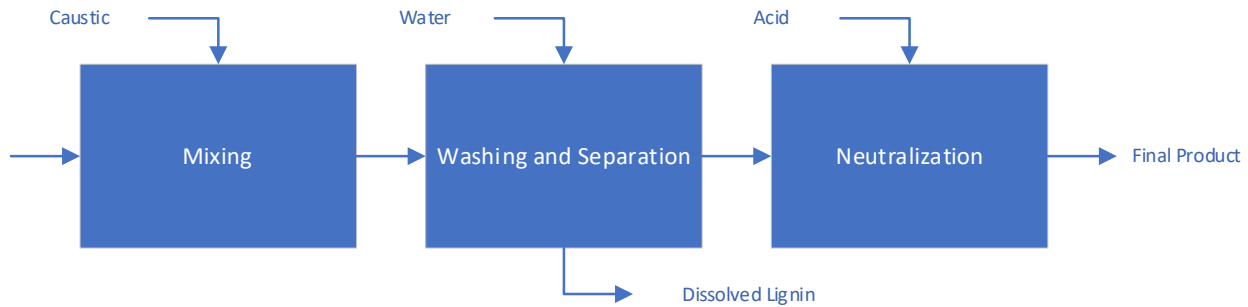 Caustic
Water
Acid
Mixing
Washing and Separation
Neutralization
Final Product
Dissolved Lignin